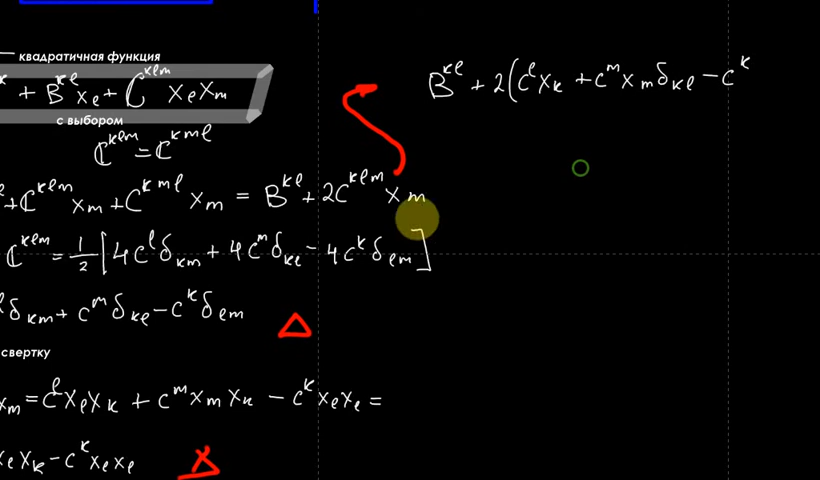 квадратичная функция
B^{kl} + 2(c^l x_k + c^m x_m δ_{kl} − c^k
^k + B^{kl} x_l + C^{klm} x_l x_m
с выбором
C^{klm} = C^{kml}
+ C^{klm} x_m + C^{kml} x_m = B^{kl} + 2C^{klm} x_m
C^{klm} = 1/2 [4c^l δ_{km} + 4c^m δ_{kl} − 4c^k δ_{lm}]
δ_{km} + c^m δ_{kl} − c^k δ_{lm}
свертку
x_m = c^l x_l x_k + c^m x_m x_k − c^k x_l x_l =
x_l x_k − c^k x_l x_l